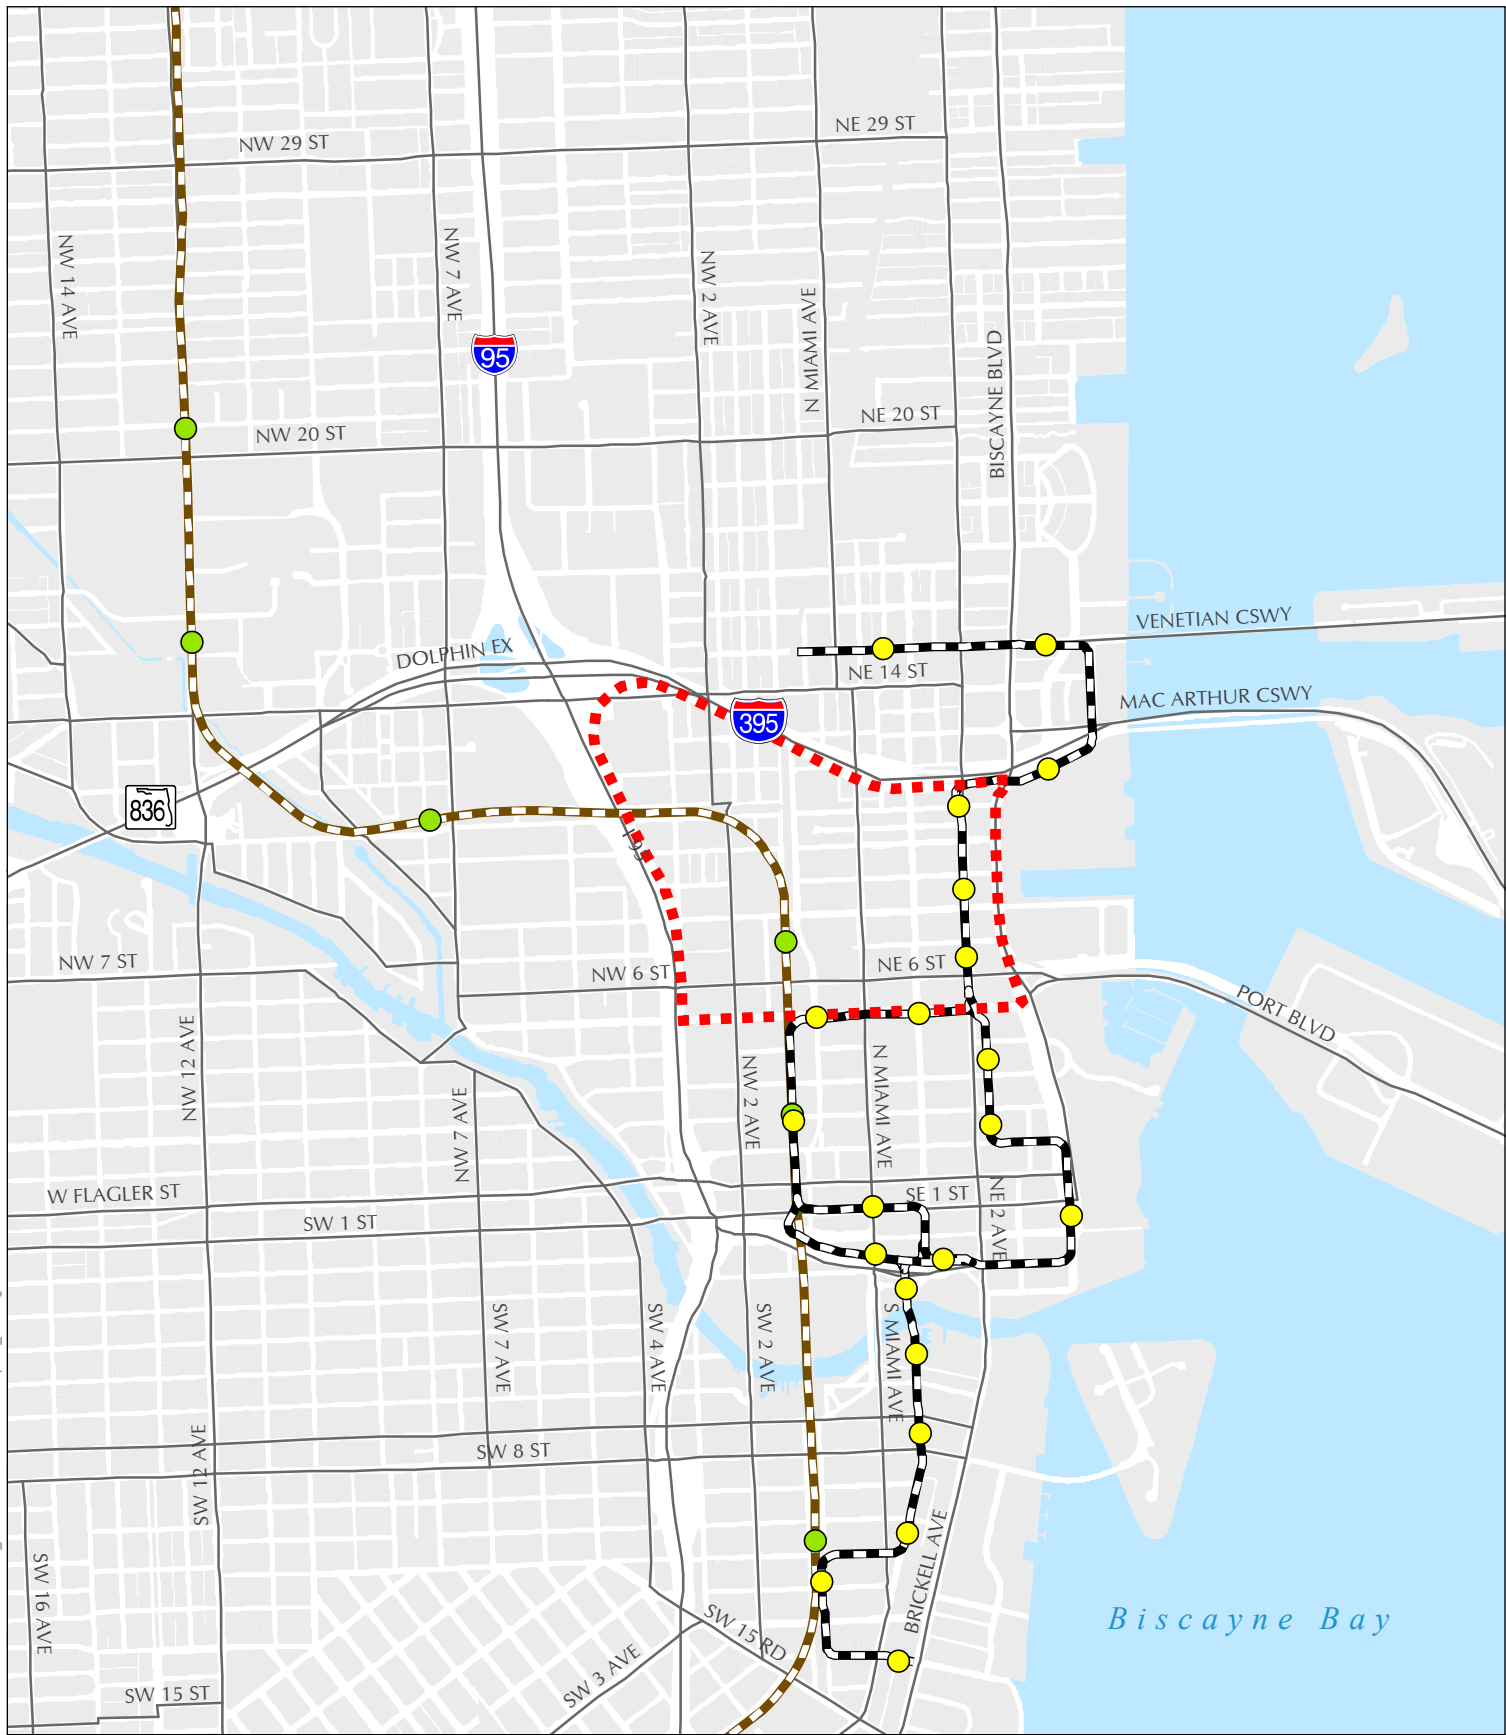 NE 29 ST
NW 29 ST
NW 14 AVE
NW 7 AVE
NW 2 AVE
N MIAMI AVE
BISCAYNE BLVD
95
NE 20 ST
NW 20 ST
VENETIAN CSWY
DOLPHIN EX
NE 14 ST
MAC ARTHUR CSWY
395
836
I-95
NW 7 ST
NW 6 ST
NE 6 ST
PORT BLVD
NW 12 AVE
NW 7 AVE
NW 2 AVE
N MIAMI AVE
W FLAGLER ST
SE 1 ST
NE 2 AVE
SW 1 ST
SW 7 AVE
SW 4 AVE
SW 2 AVE
S MIAMI AVE
SW 12 AVE
SW 8 ST
BRICKELL AVE
SW 16 AVE
Biscayne Bay
SW 15 RD
SW 3 AVE
SW 15 ST